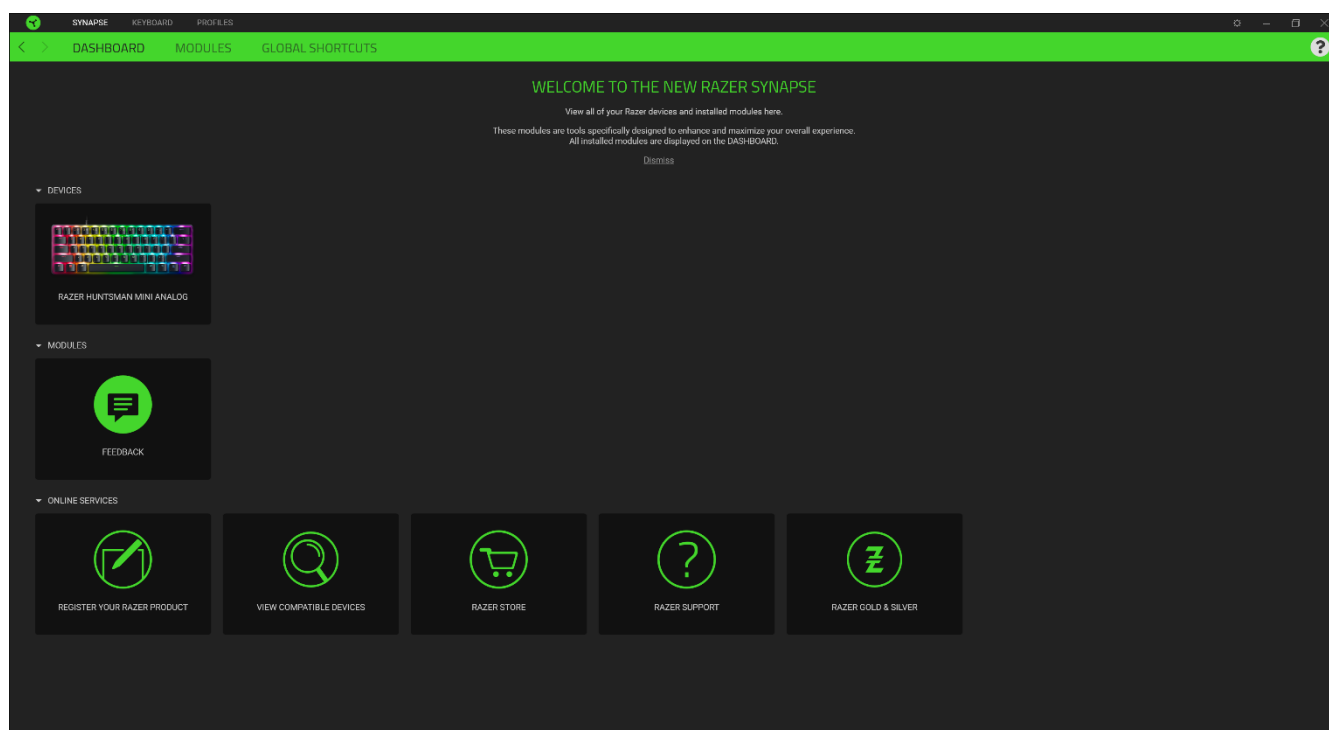 SYNAPSE KEYBOARD PROFILES
DASHBOARD MODULES GLOBAL SHORTCUTS ?
WELCOME TO THE NEW RAZER SYNAPSE
View all of your Razer devices and installed modules here.
These modules are tools specifically designed to enhance and maximize your overall experience.
All installed modules are displayed on the DASHBOARD.
Dismiss
DEVICES
RAZER HUNTSMAN MINI ANALOG
MODULES
FEEDBACK
ONLINE SERVICES
REGISTER YOUR RAZER PRODUCT
VIEW COMPATIBLE DEVICES
RAZER STORE
?
RAZER SUPPORT
RAZER GOLD & SILVER